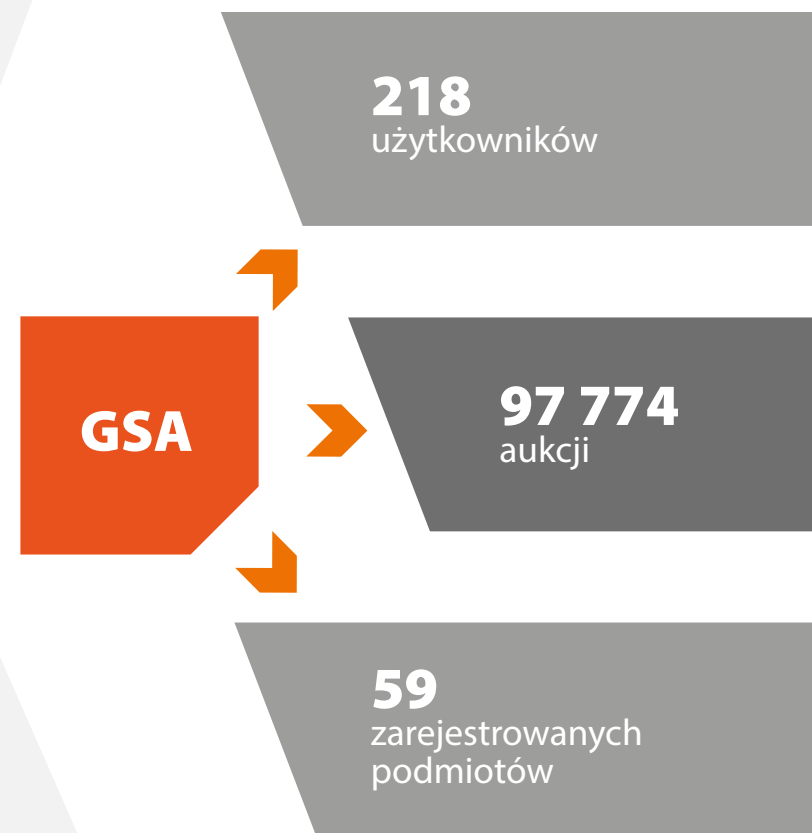 218
użytkowników
GSA
97 774
aukcji
59
zarejestrowanych
podmiotów